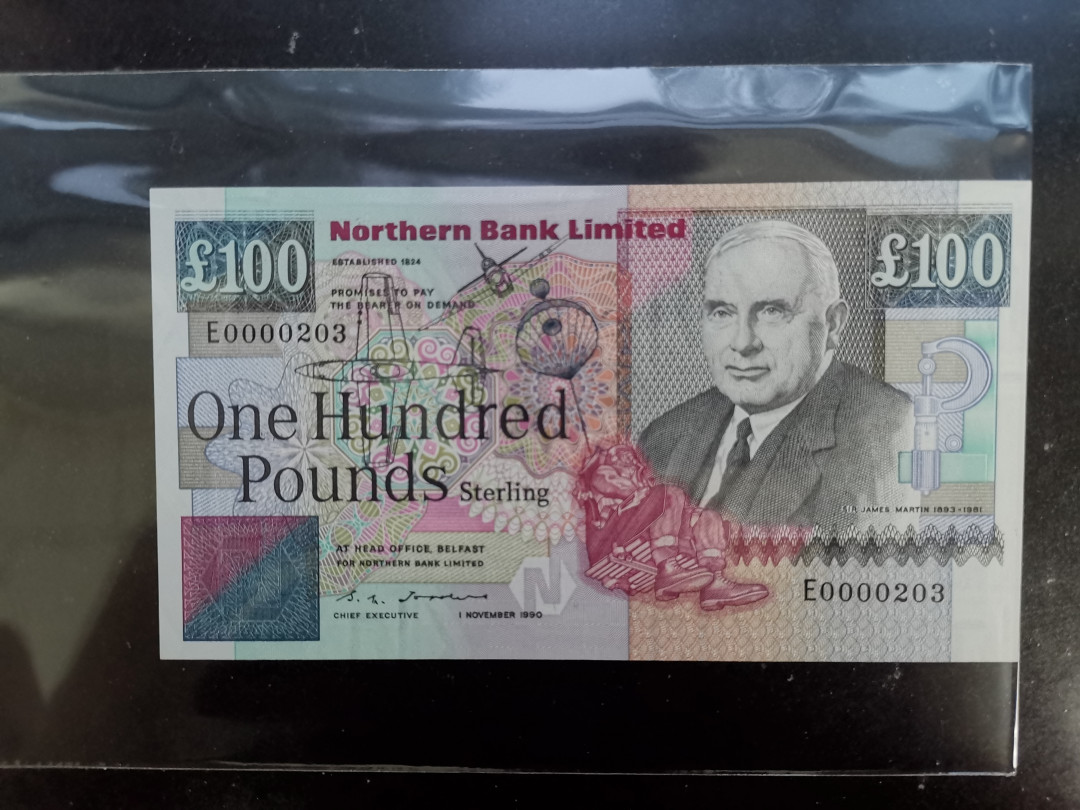 £100
Northern Bank Limited
£100
ESTABLISHED 1824
PROMISES TO PAY
THE BEARER ON DEMAND
E0000203
One Hundred
Pounds Sterling
SIR JAMES MARTIN 1893-1981
AT HEAD OFFICE, BELFAST
FOR NORTHERN BANK LIMITED
N
E0000203
CHIEF EXECUTIVE 1 NOVEMBER 1990